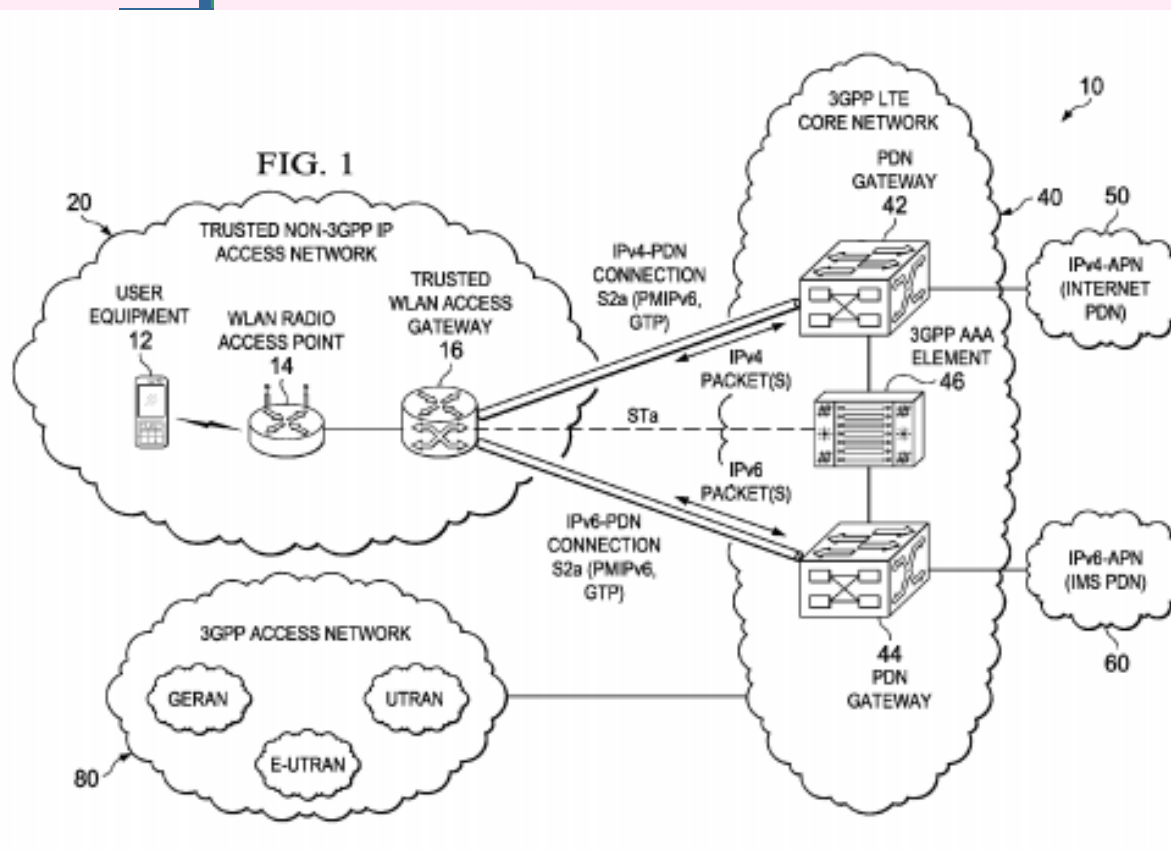 FIG. 1
10
20
TRUSTED NON-3GPP IP
ACCESS NETWORK
USER
EQUIPMENT
12
WLAN RADIO
ACCESS POINT
14
TRUSTED
WLAN ACCESS
GATEWAY
16
IPv4-PDN
CONNECTION
S2a (PMIPv6,
GTP)
IPv4
PACKET(S)
STa
IPv6
PACKET(S)
IPv6-PDN
CONNECTION
S2a (PMIPv6,
GTP)
3GPP LTE
CORE NETWORK
PDN
GATEWAY
42
40
3GPP AAA
ELEMENT
46
44
PDN
GATEWAY
50
IPv4-APN
(INTERNET
PDN)
IPv6-APN
(IMS PDN)
60
3GPP ACCESS NETWORK
GERAN
UTRAN
E-UTRAN
80